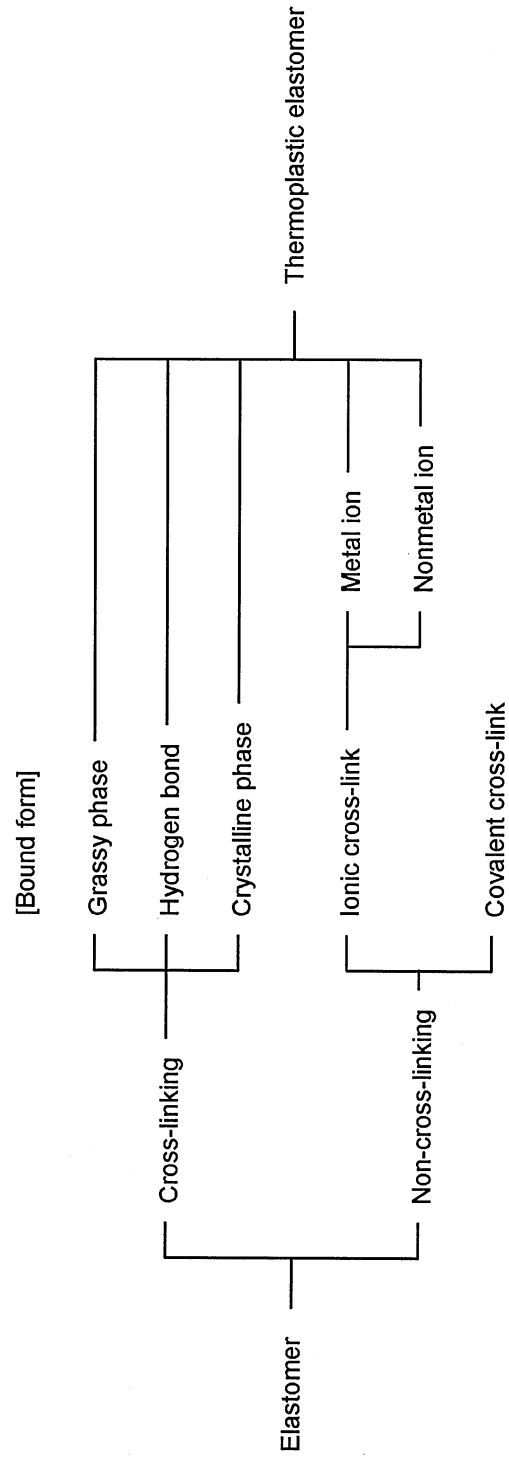 [Bound form]
Elastomer
Cross-linking
Grassy phase
Hydrogen bond
Crystalline phase
Non-cross-linking
Ionic cross-link
Metal ion
Nonmetal ion
Covalent cross-link
Thermoplastic elastomer